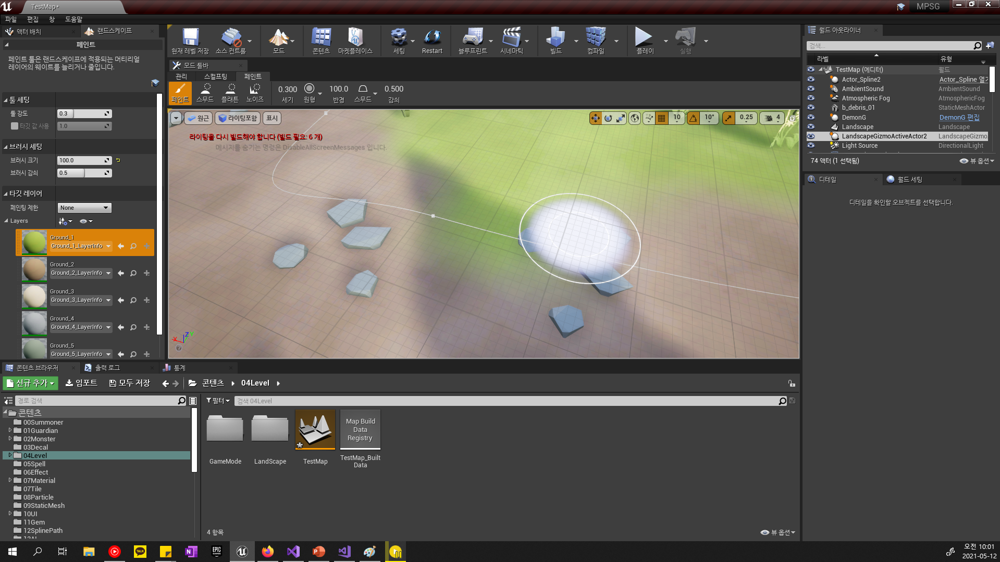 TestMap*
MPSG
파일 편집 창 도움말
액터 배치
랜드스케이프
페인트
페인트 툴은 랜드스케이프에 적용되는 머티리얼
레이어의 웨이트를 늘리거나 줄입니다.
툴 세팅
툴 강도 0.3
타깃 값 사용 1.0
브러시 세팅
브러시 크기 100.0
브러시 감쇠 0.5
타깃 레이어
페인팅 제한 None
Layers
Ground_1
Ground_1_LayerInfo
Ground_2
Ground_2_LayerInfo
Ground_3
Ground_3_LayerInfo
Ground_4
Ground_4_LayerInfo
Ground_5
Ground_5_LayerInfo
현재 레벨 저장 소스 컨트롤 모드 콘텐츠 마켓플레이스 세팅 Restart 블루프린트 시네마틱 빌드 컴파일 플레이 실행
모드 툴바
관리 스컬프팅 페인트
페인트 스무드 플래튼 노이즈
0.300 세기
원형
100.0 반경
스무드
0.500 감쇠
원근 라이팅포함 표시
10 10° 0.25 4
라이팅을 다시 빌드해야 합니다 (빌드 필요: 6 개)
메시지를 숨기는 명령은 DisableAllScreenMessages 입니다.
X Z Y
월드 아웃라이너
검색...
라벨 유형
TestMap (에디터) 월드
Actor_Spline2 Actor_Spline 열기
AmbientSound AmbientSound
Atmospheric Fog AtmosphericFog
b_debris_01 StaticMeshActor
DemonG DemonG 편집
Landscape Landscape
LandscapeGizmoActiveActor2 LandscapeGizmo
Light Source DirectionalLight
74 액터 (1 선택됨) 뷰 옵션
디테일 월드 세팅
디테일을 확인할 오브젝트를 선택합니다.
콘텐츠 브라우저 출력 로그 통계
신규 추가 임포트 모두 저장 콘텐츠 04Level
경로 검색
콘텐츠
00Summoner
01Guardian
02Monster
03Decal
04Level
05Spell
06Effect
07Material
07Tile
08Particle
09StaticMesh
10UI
11Gem
12SplinePath
필터 검색 04Level
Map Build
Data
Registry
GameMode LandScape TestMap TestMap_Built
Data
4 항목 뷰 옵션
TALK
EPIC
GAMES
오전 10:01
2021-05-12